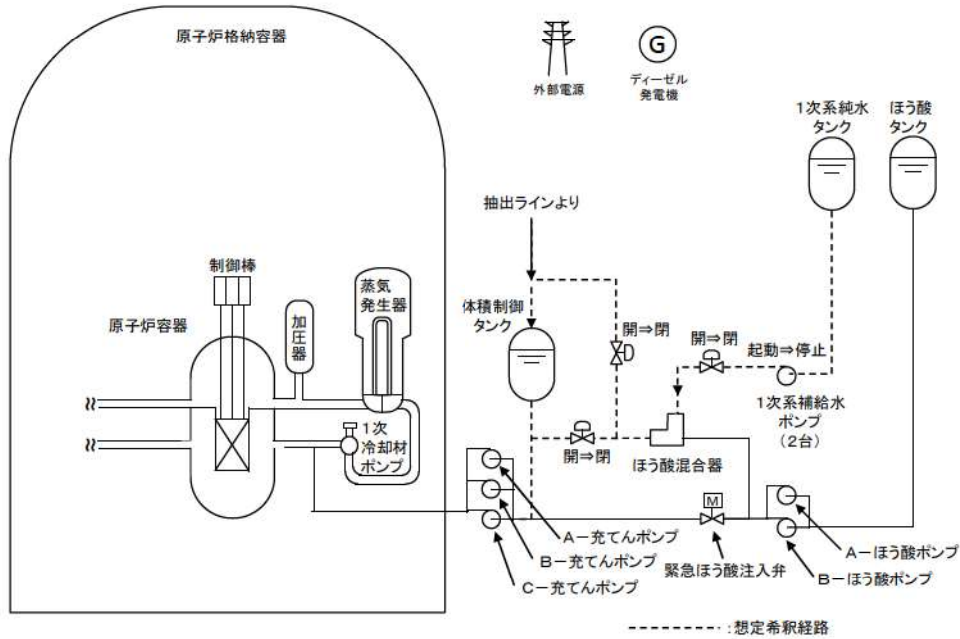 原子炉格納容器
G
外部電源
ディーゼル
発電機
1次系純水
タンク
ほう酸
タンク
抽出ラインより
制御棒
蒸気
発生器
加圧器
原子炉容器
体積制御
タンク
開⇒閉
開⇒閉
起動⇒停止
1次系補給水
ポンプ
(2台)
1次
冷却材
ポンプ
開⇒閉
ほう酸混合器
M
A－充てんポンプ
B－充てんポンプ
C－充てんポンプ
緊急ほう酸注入弁
A－ほう酸ポンプ
B－ほう酸ポンプ
:想定希釈経路